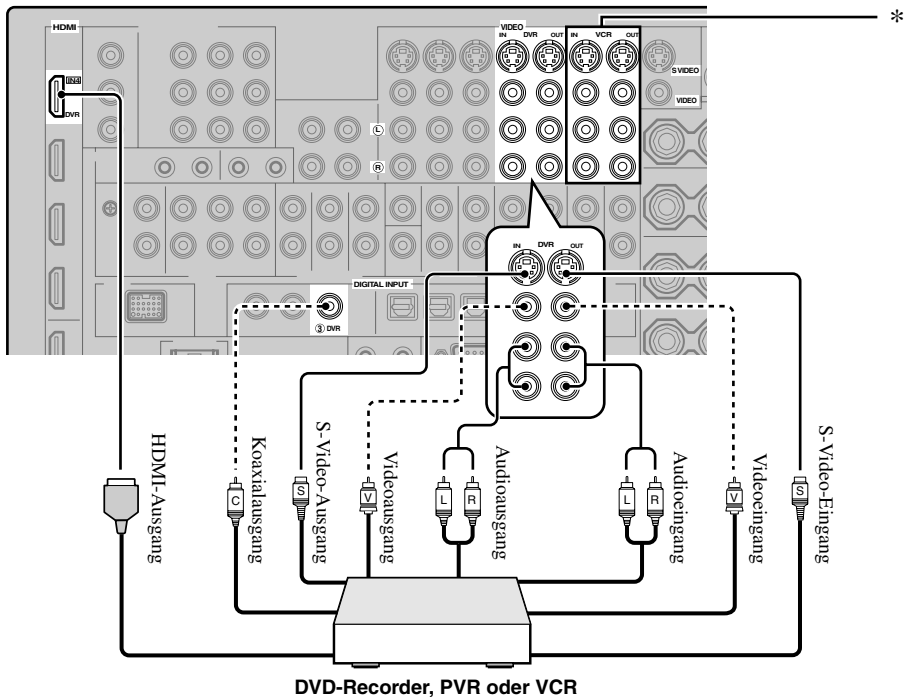 *
HDMI
VIDEO
IN DVR OUT
IN VCR OUT
IN4
DVR
S VIDEO
VIDEO
L
R
IN DVR OUT
DIGITAL INPUT
③ DVR
HDMI-Ausgang
Koaxialausgang
S-Video-Ausgang
Videoausgang
Audioausgang
Audioeingang
Videoeingang
S-Video-Eingang
C
S
V
L
R
L
R
V
S
DVD-Recorder, PVR oder VCR